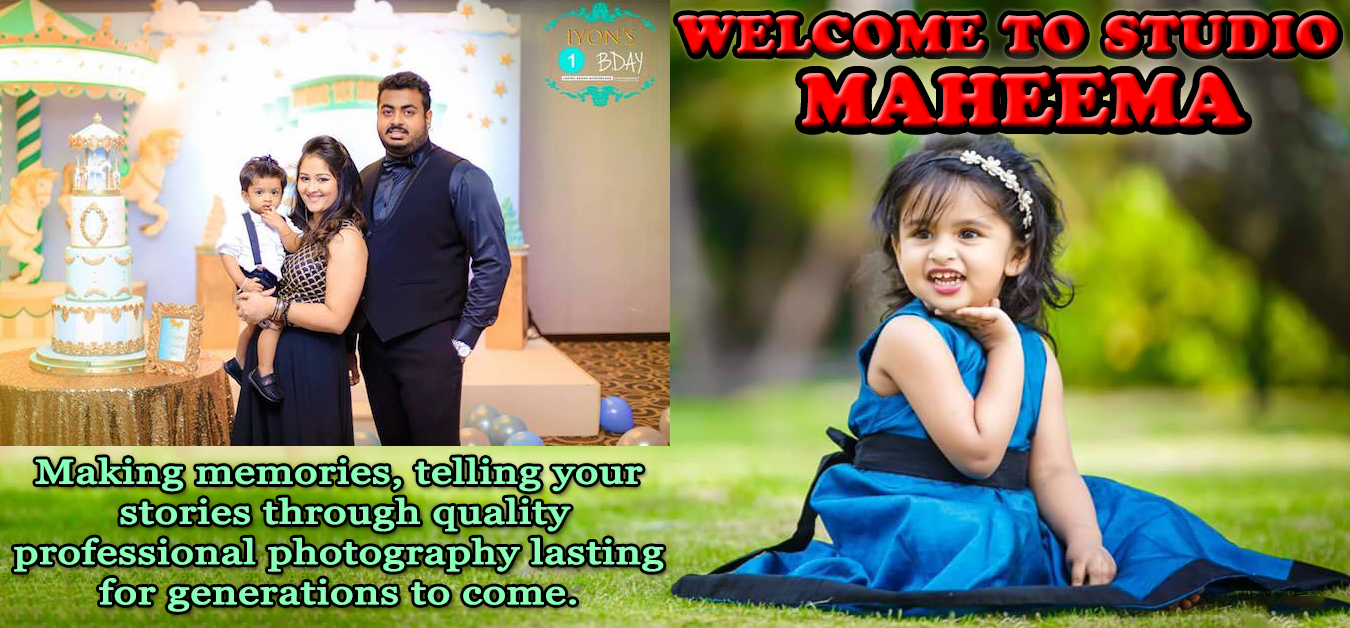 IYON'S
1 BDAY
WELCOME TO STUDIO
MAHEEMA
Making memories, telling your
stories through quality
professional photography lasting
for generations to come.